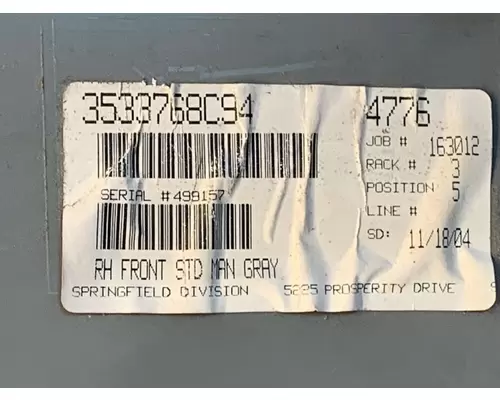 3533768C94
4776
JOB # 163012
RACK # 3
SERIAL #499157
POSITION 5
LINE #
SD: 11/18/04
RH FRONT STD MAN GRAY
SPRINGFIELD DIVISION 5225 PROSPERITY DRIVE S